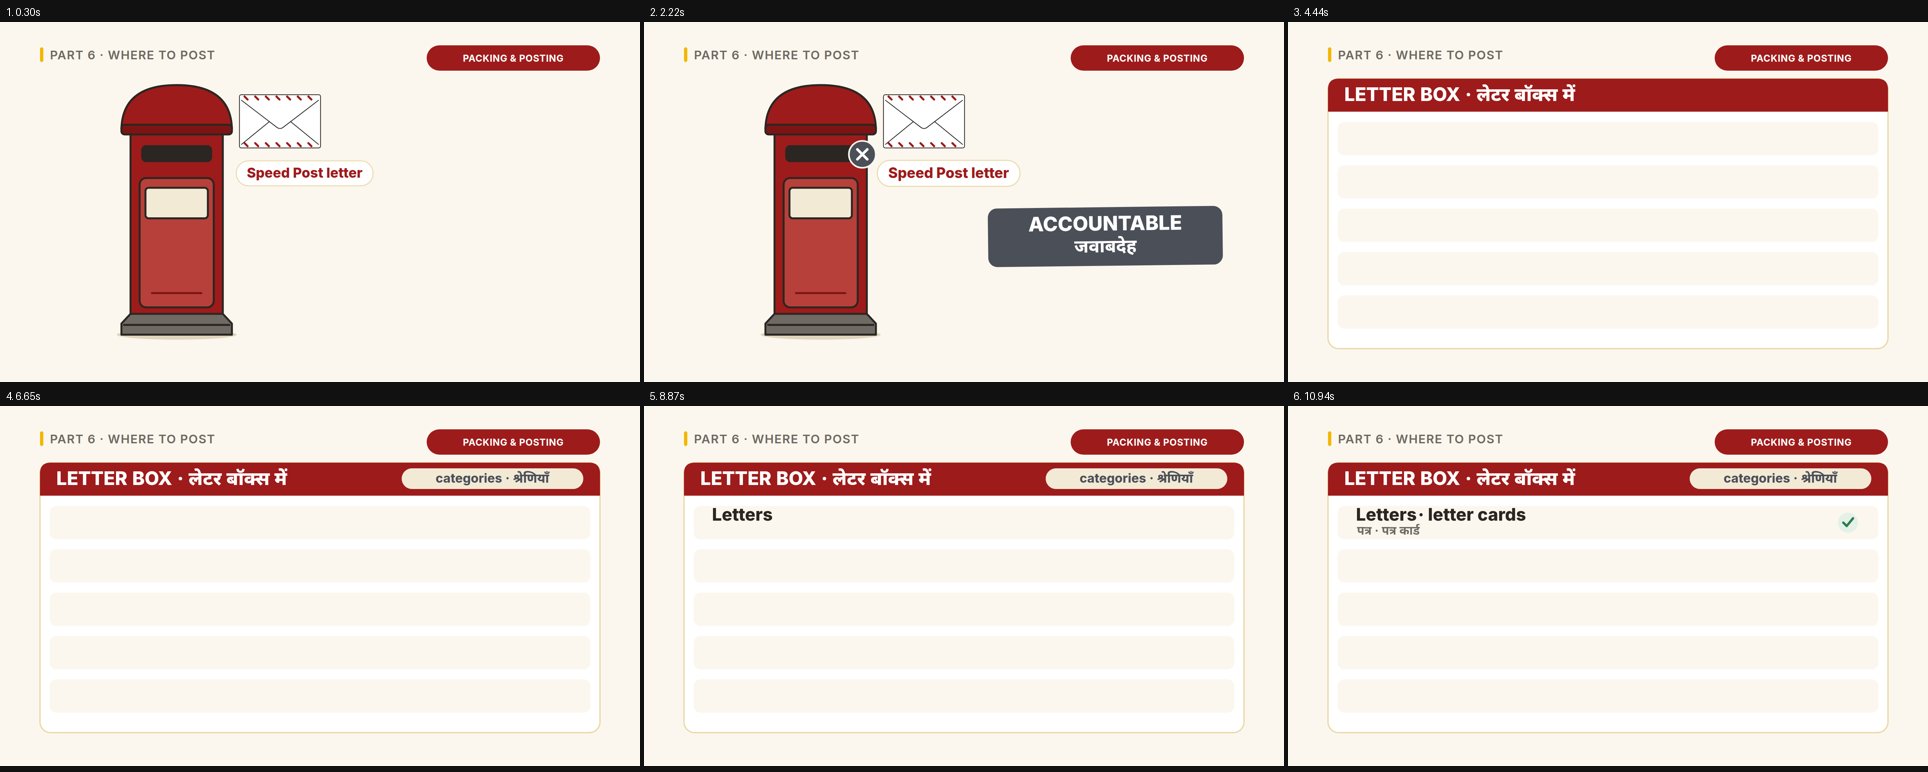 1. 0.30s
PART 6 · WHERE TO POST
PACKING & POSTING
Speed Post letter
2. 2.22s
PART 6 · WHERE TO POST
PACKING & POSTING
Speed Post letter
ACCOUNTABLE
जवाबदेह
3. 4.44s
PART 6 · WHERE TO POST
PACKING & POSTING
LETTER BOX · लेटर बॉक्स में
4. 6.65s
PART 6 · WHERE TO POST
PACKING & POSTING
LETTER BOX · लेटर बॉक्स में
categories · श्रेणियाँ
5. 8.87s
PART 6 · WHERE TO POST
PACKING & POSTING
LETTER BOX · लेटर बॉक्स में
categories · श्रेणियाँ
Letters
6. 10.94s
PART 6 · WHERE TO POST
PACKING & POSTING
LETTER BOX · लेटर बॉक्स में
categories · श्रेणियाँ
Letters · letter cards
पत्र · पत्र कार्ड